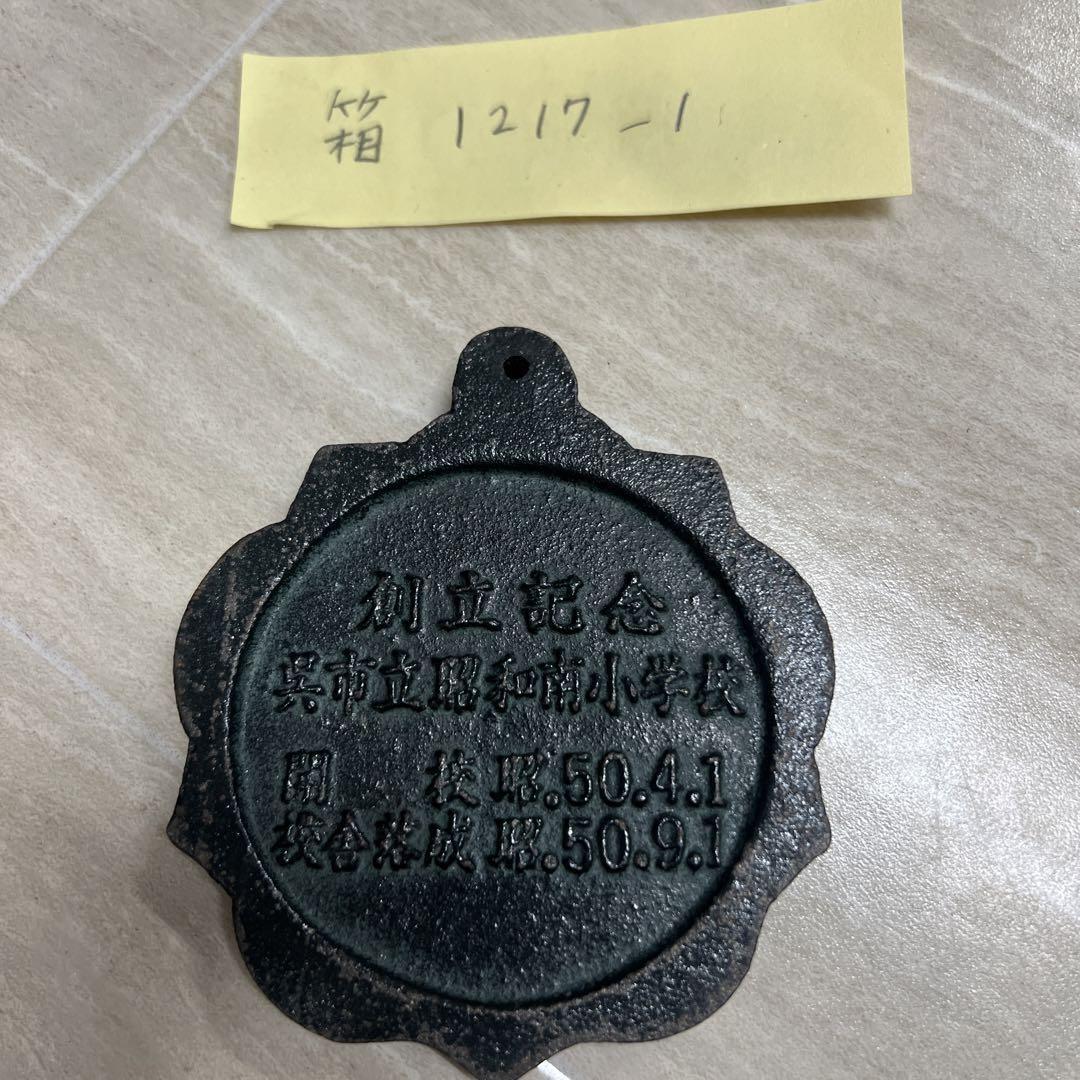 箱 1217-1
創立記念
呉市立昭和南小学校
開 校 昭.50.4.1
校舎落成 昭.50.9.1